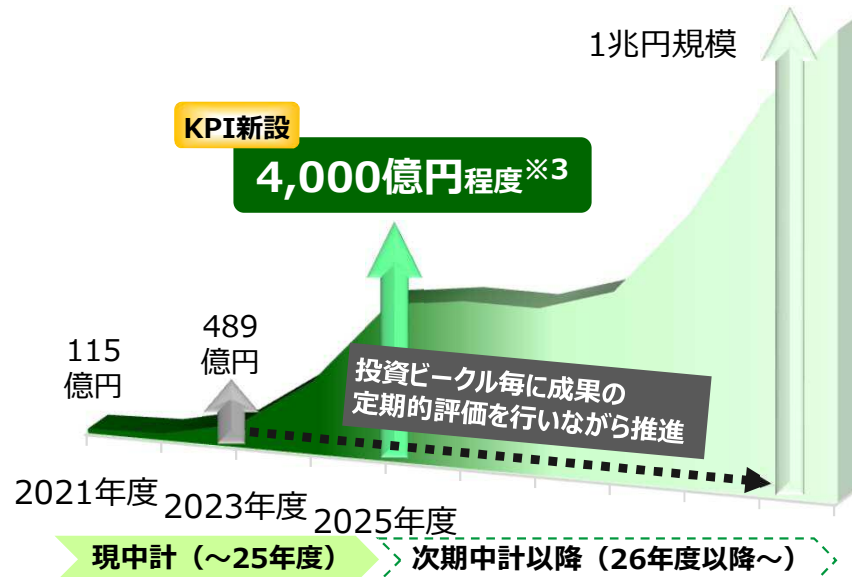 1兆円規模
KPI新設
4,000億円程度※3
489
億円
115
億円
投資ビークル毎に成果の
定期的評価を行いながら推進
2021年度
2023年度
2025年度
現中計（～25年度）
次期中計以降（26年度以降～）